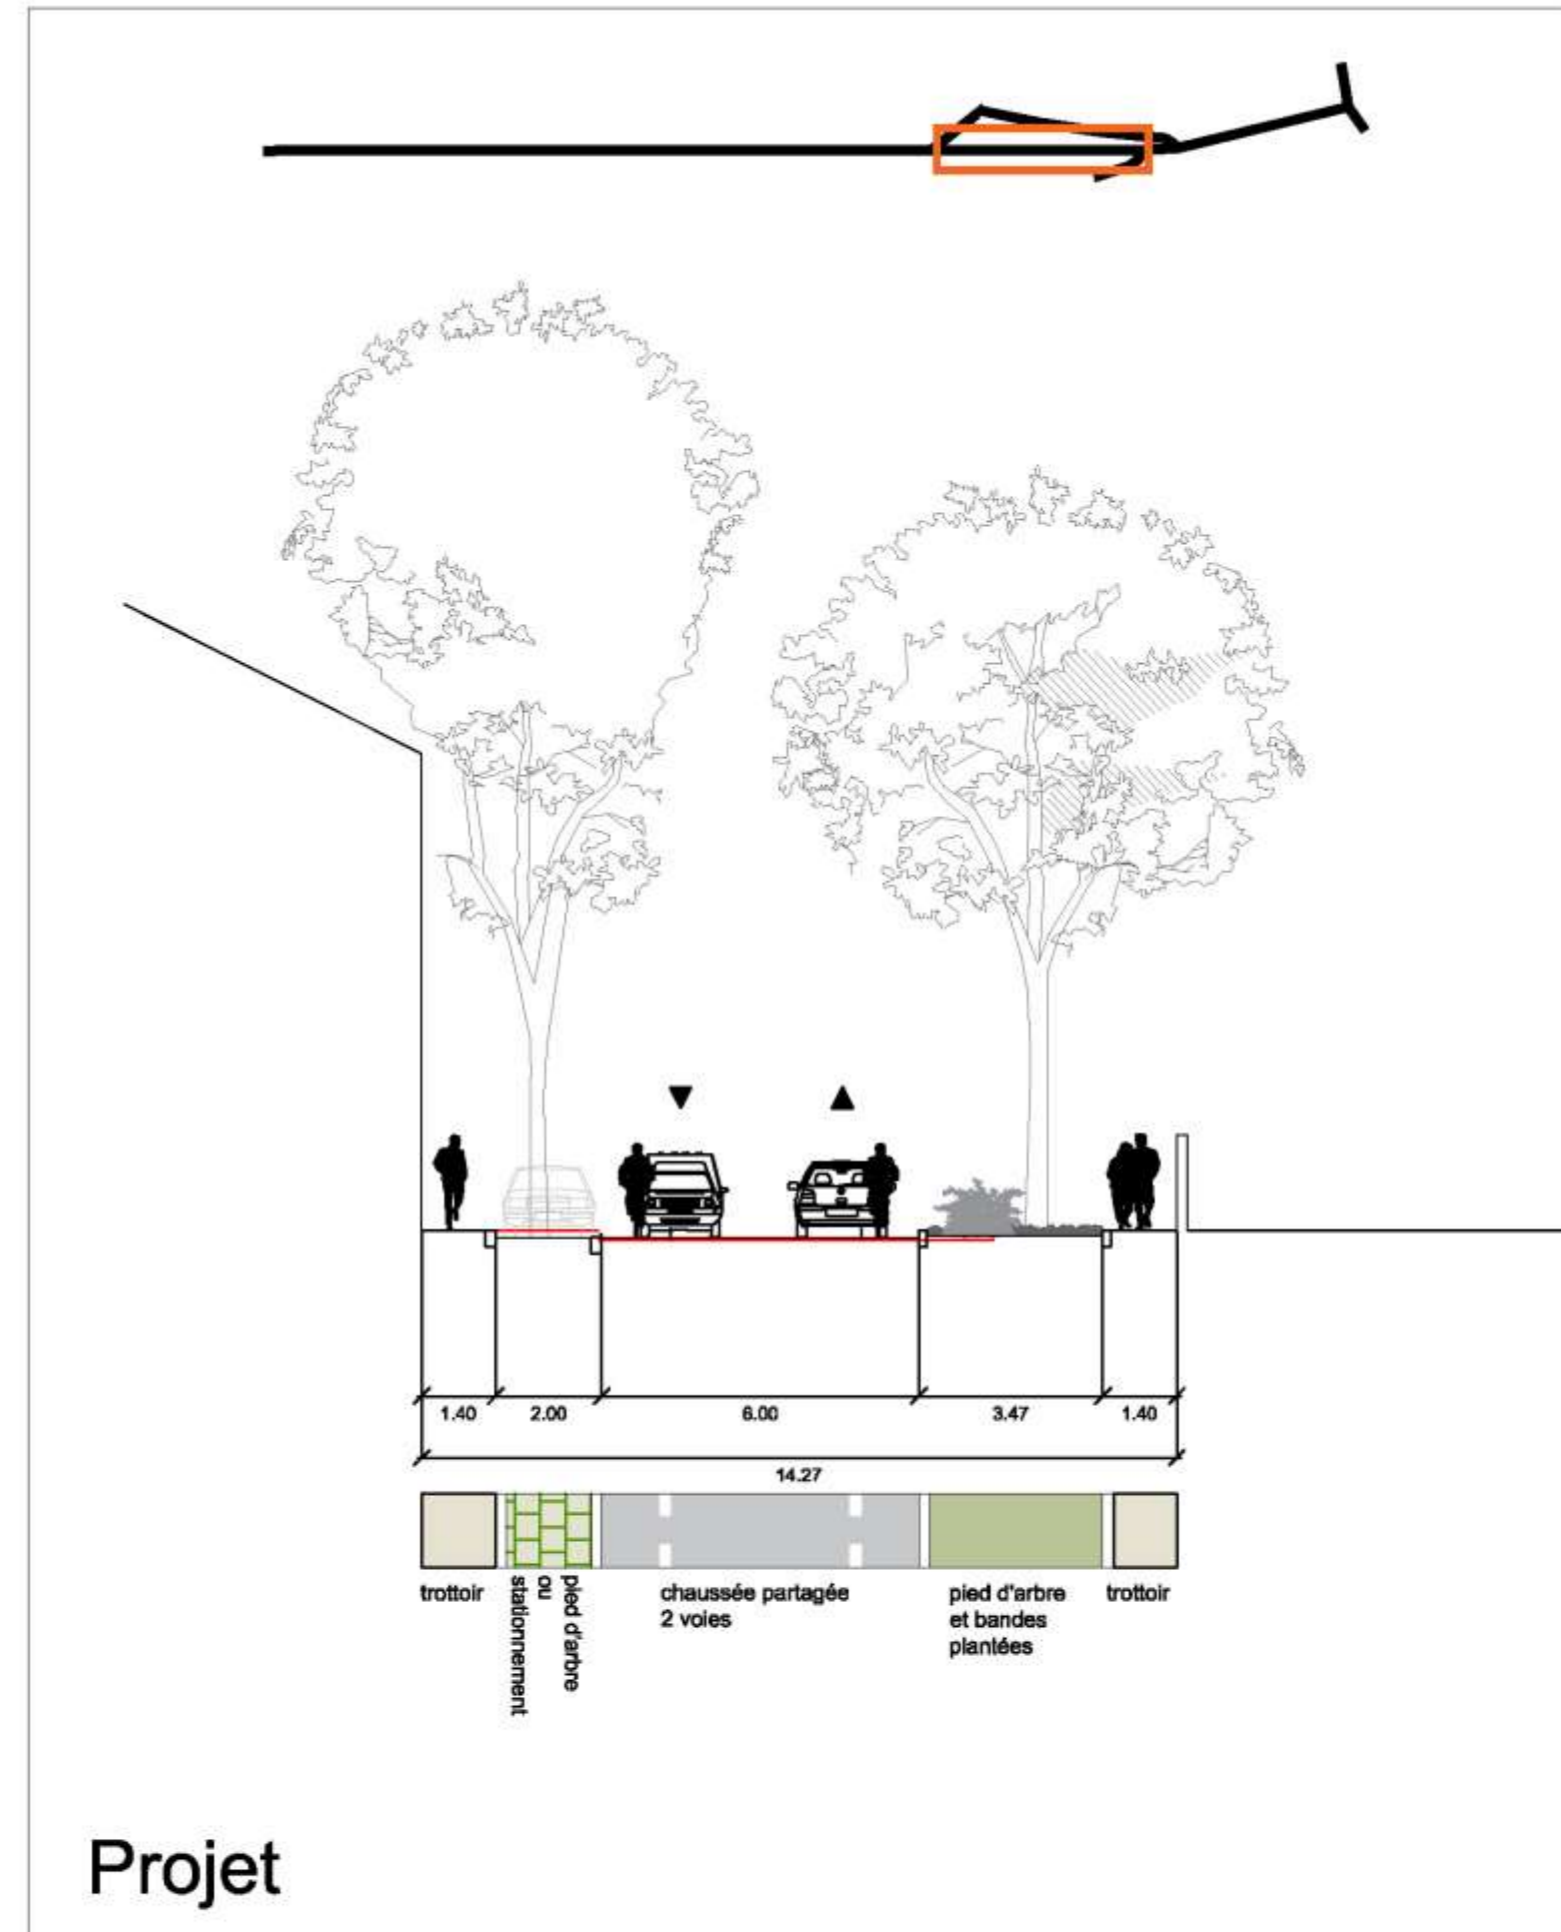 1.40 2.00 6.00 3.47 1.40
14.27
trottoir
stationnement
ou
pied d'arbre
chaussée partagée
2 voies
pied d'arbre
et bandes
plantées
trottoir
Projet